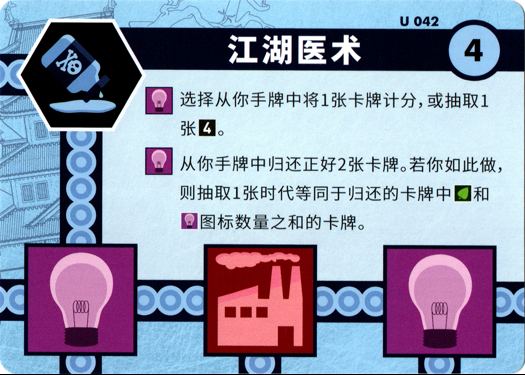 U 042
江湖医术
4
选择从你手牌中将1张卡牌计分,或抽取1
张4。
从你手牌中归还正好2张卡牌。若你如此做,
则抽取1张时代等同于归还的卡牌中和
图标数量之和的卡牌。